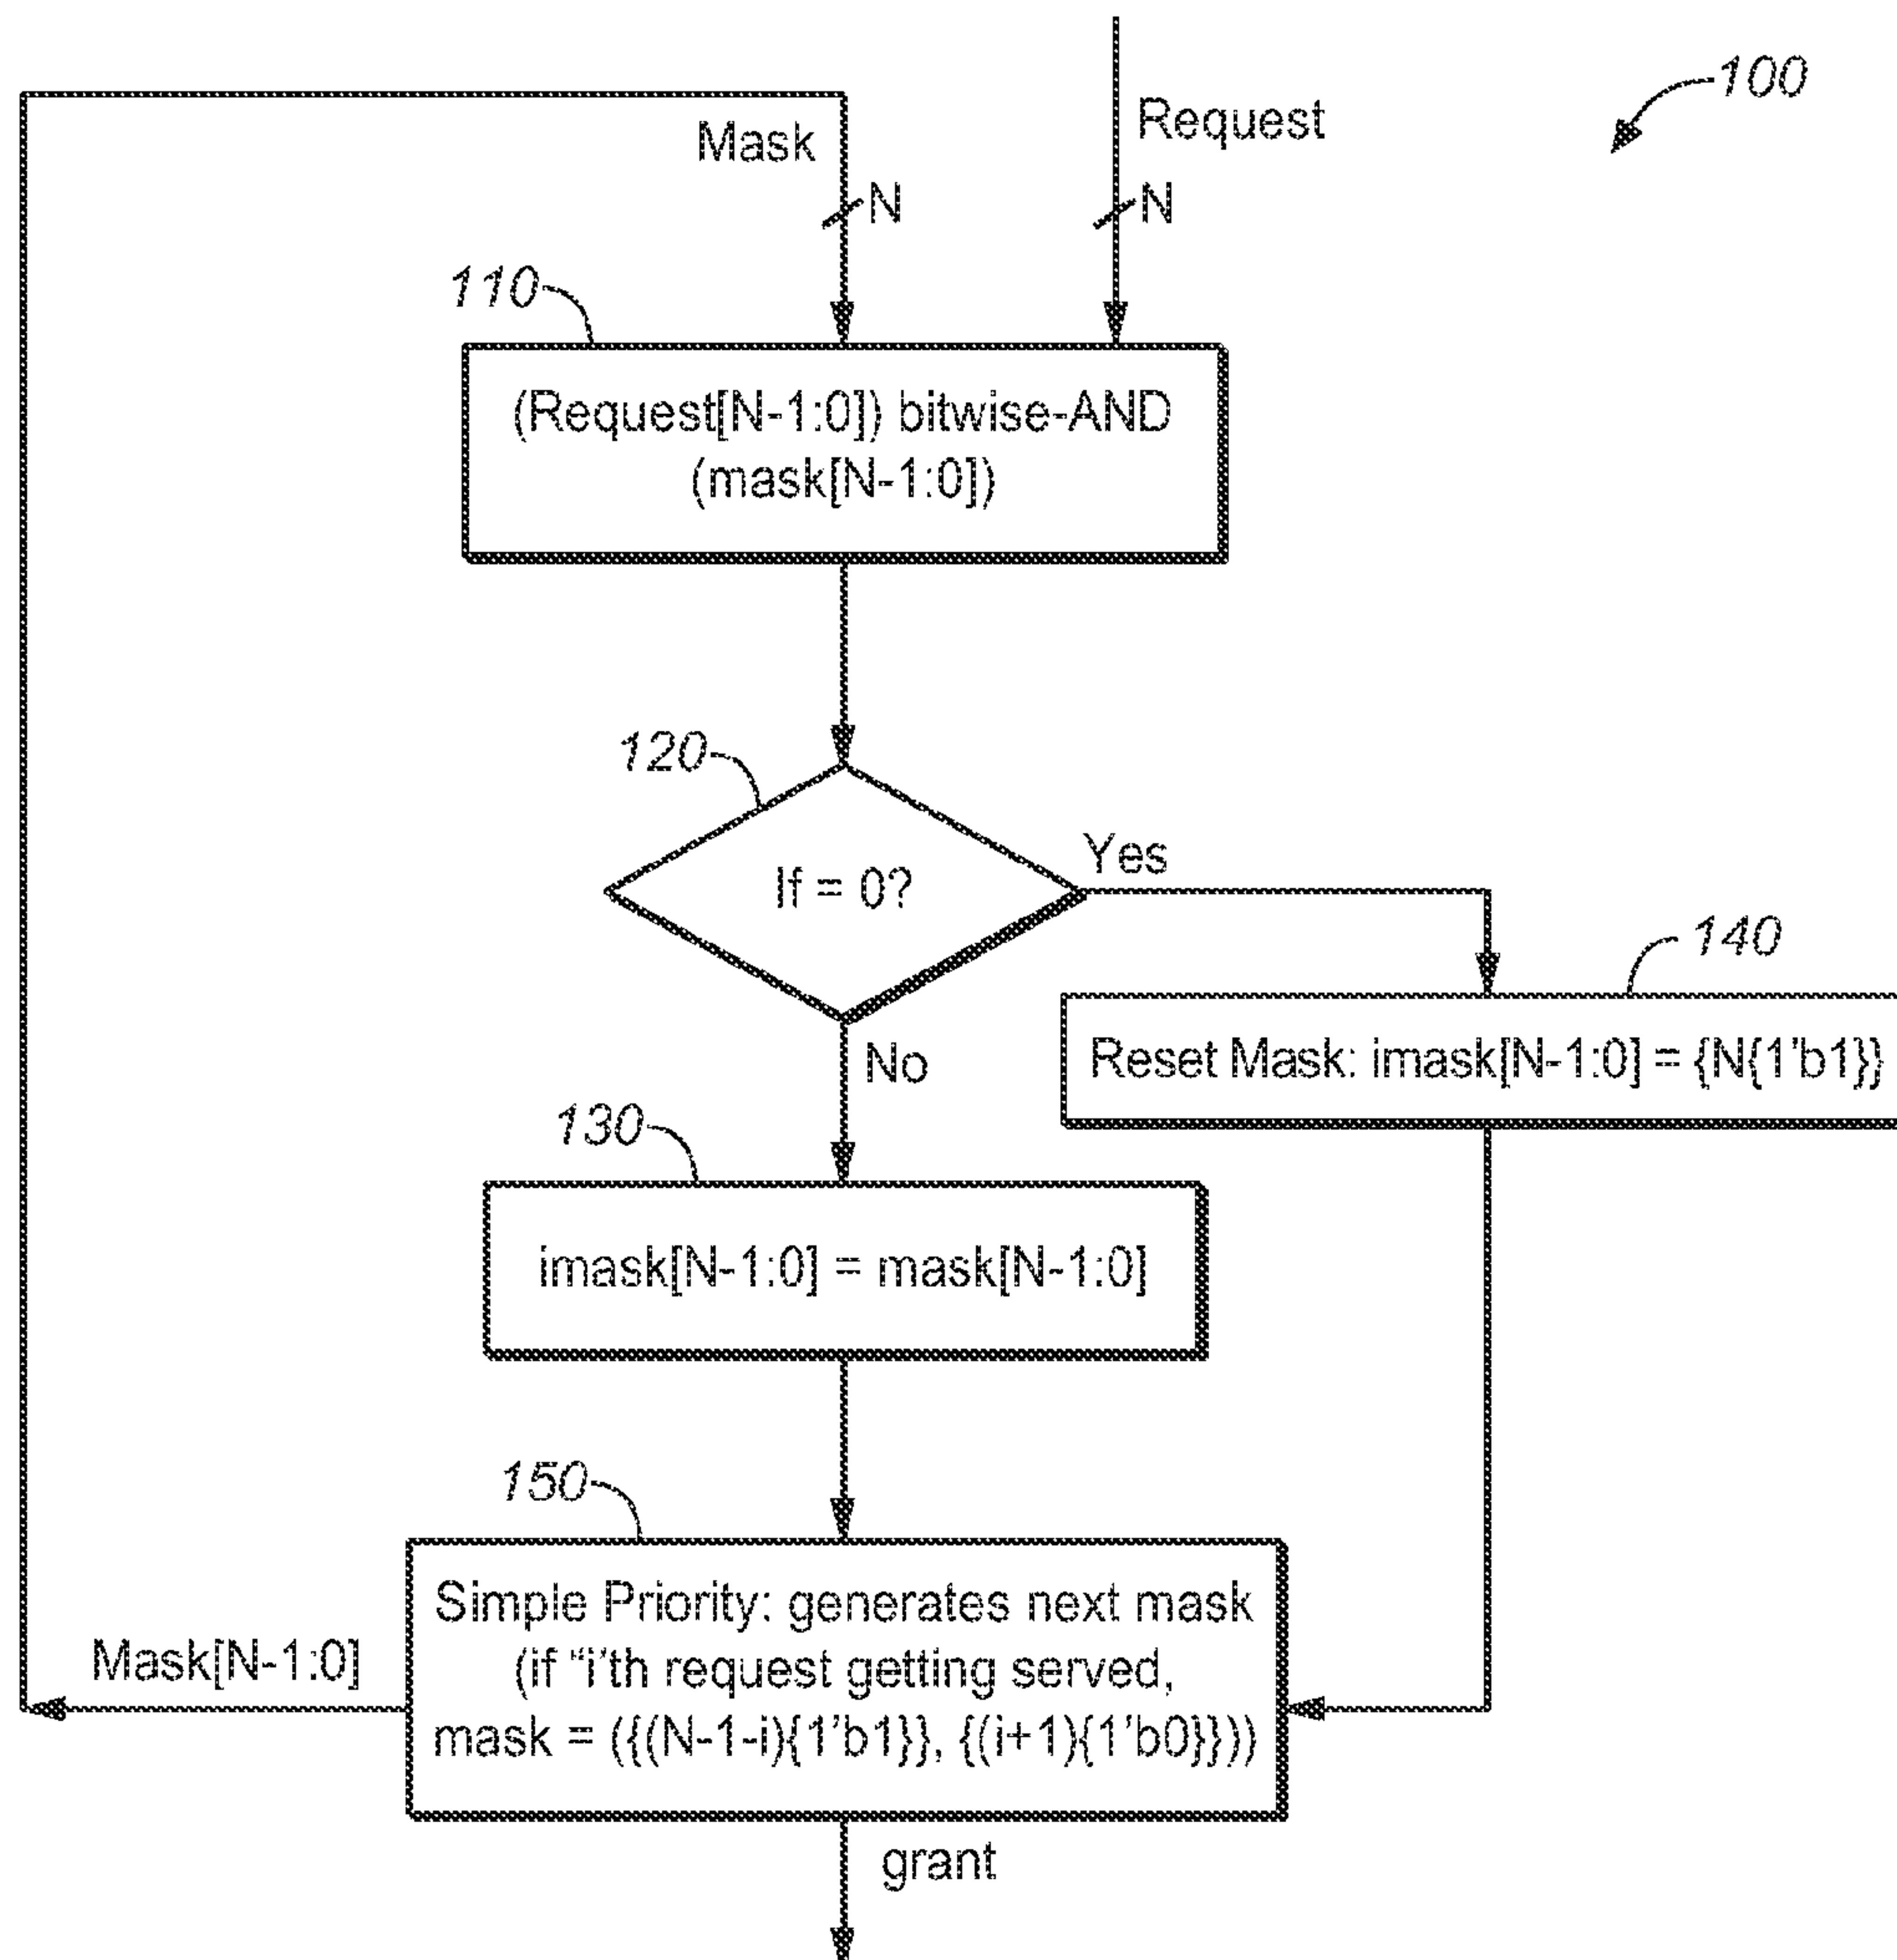 100
Mask
Request
N
N
110
(Request[N-1:0]) bitwise-AND
(mask[N-1:0])
120
If = 0?
Yes
No
140
Reset Mask: imask[N-1:0] = {N{1'b1}}
130
imask[N-1:0] = mask[N-1:0]
150
Simple Priority: generates next mask
(if "i'th request getting served,
mask = ({(N-1-i){1'b1}}, {(i+1){1'b0}}))
Mask[N-1:0]
grant